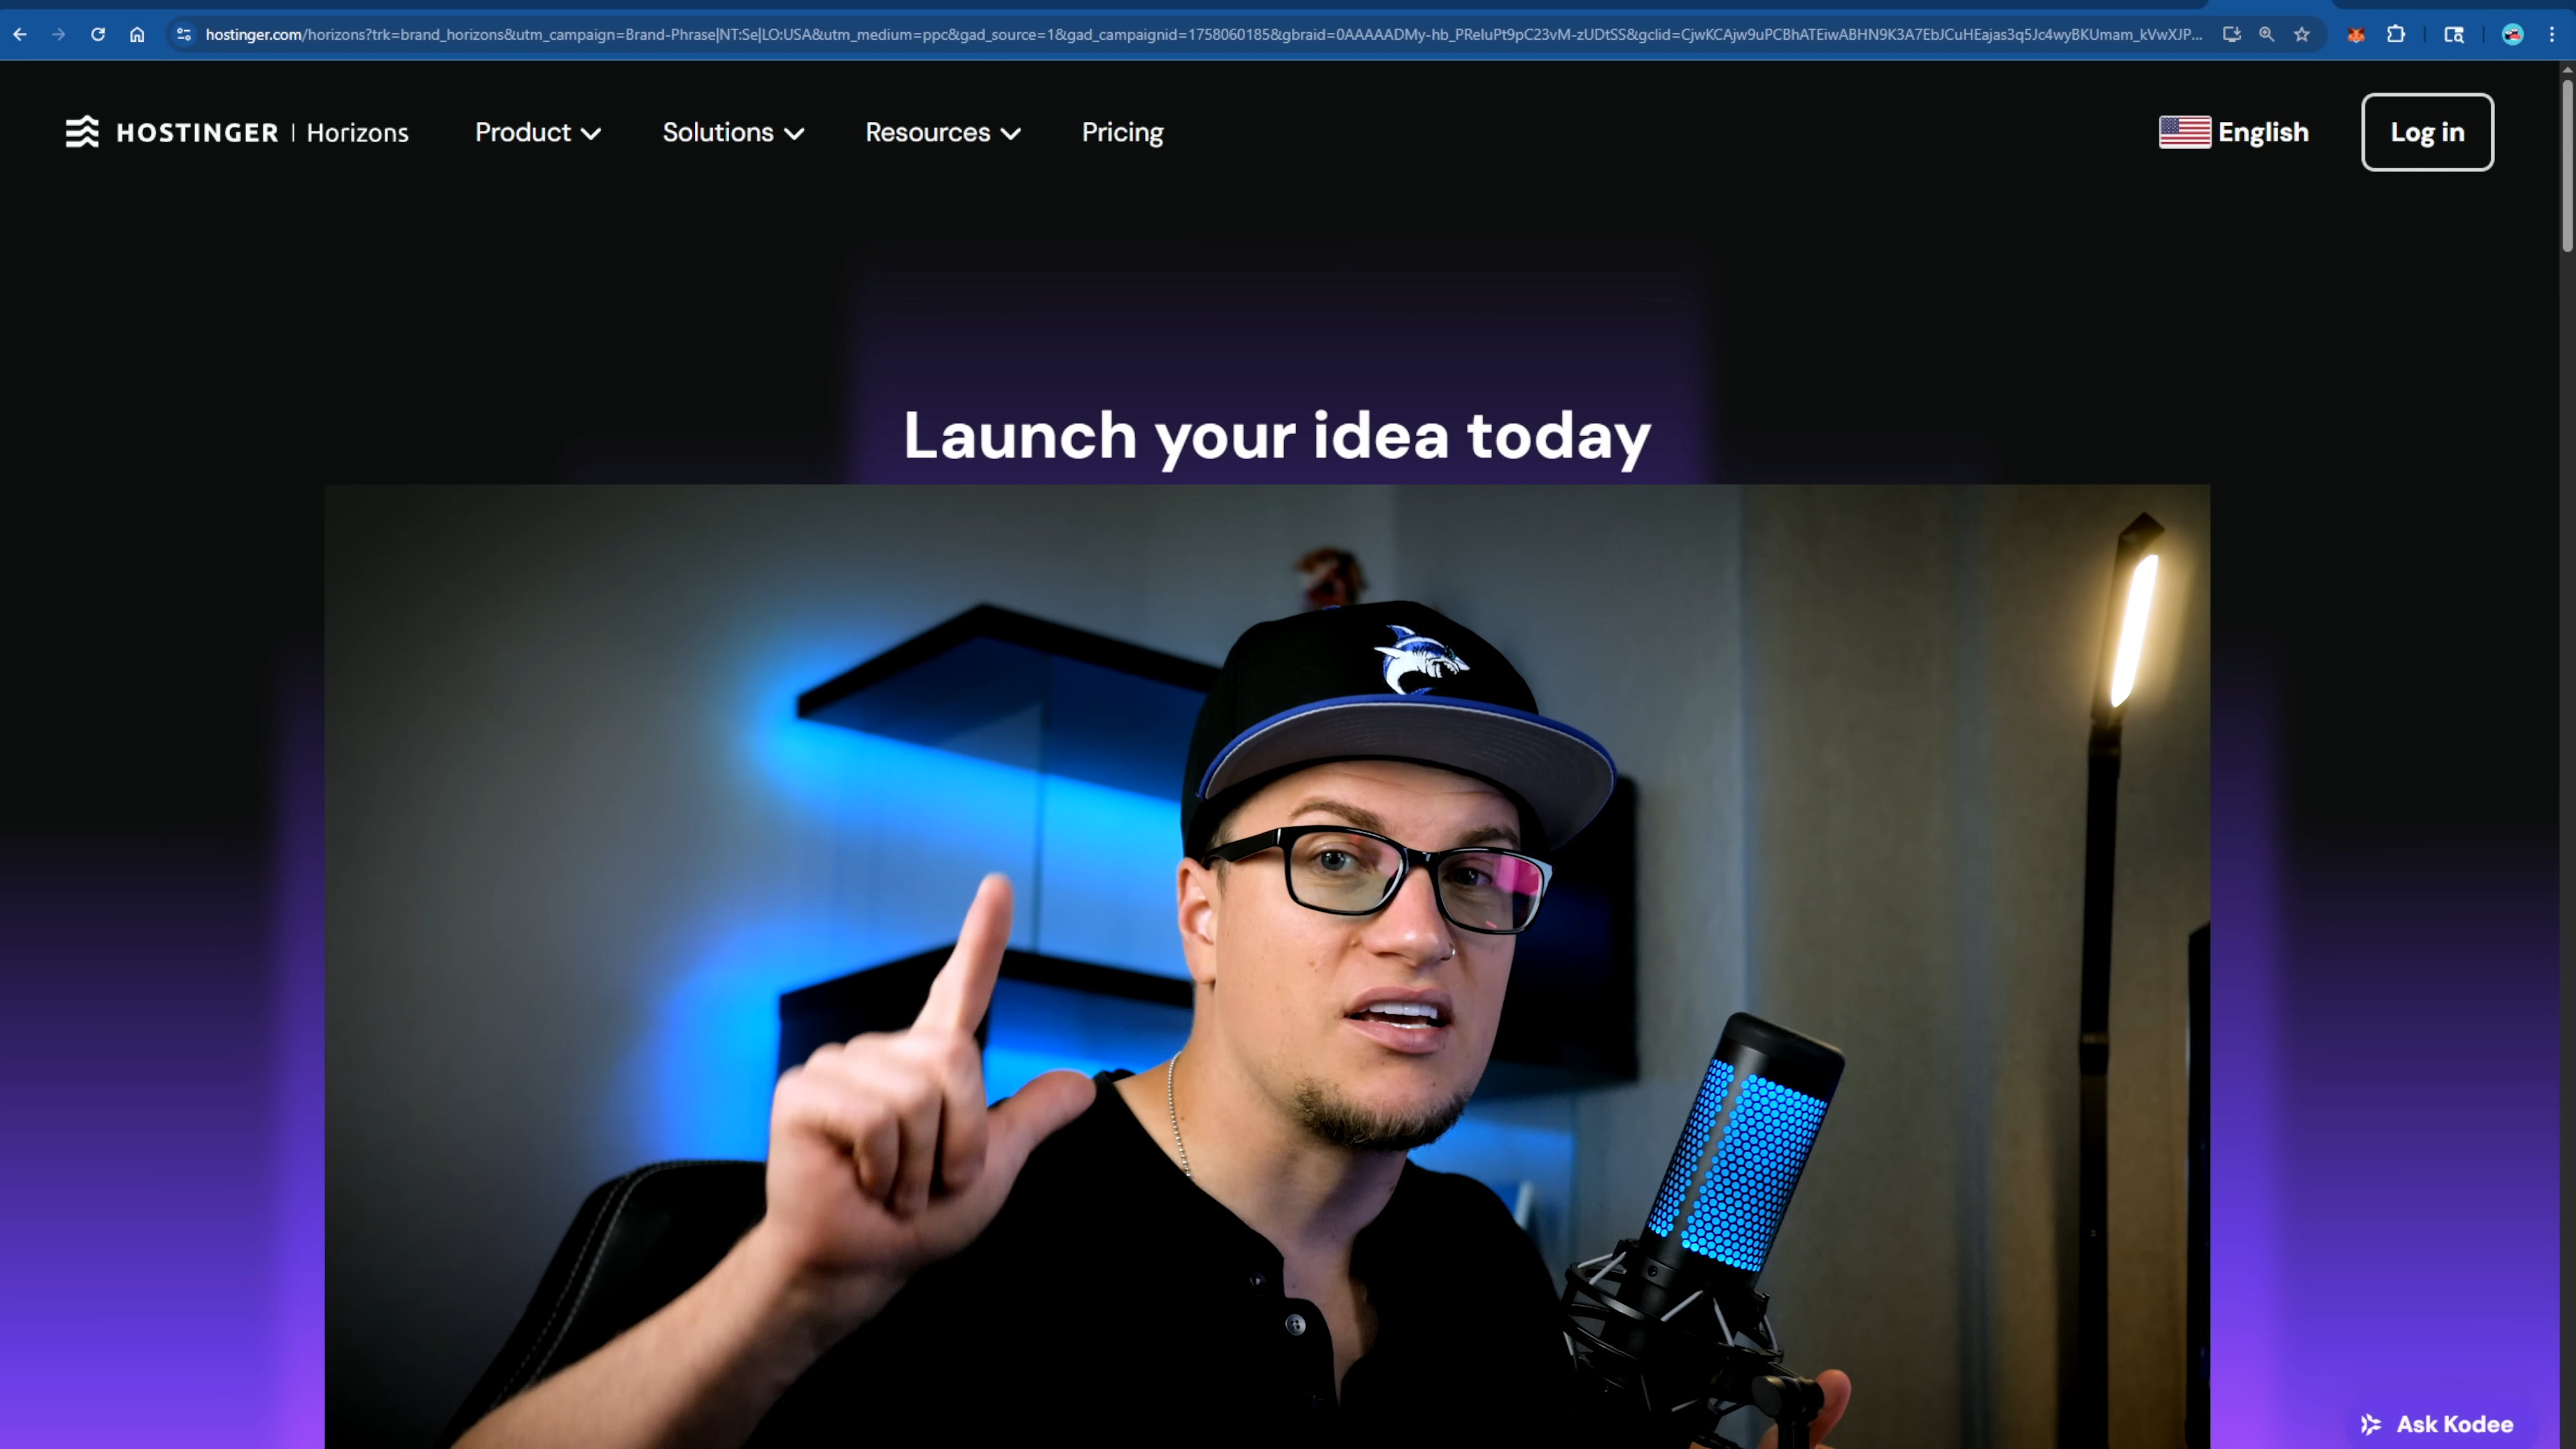 hostinger.com/horizons?trk=brand_horizons&utm_campaign=Brand-Phrase|NT:Se|LO:USA&utm_medium=ppc&gad_source=1&gad_campaignid=1758060185&gbraid=0AAAAADMy-hb_PReluPt9pC23vM-zUDtSS&gclid=CjwKCAjw9uPCBhATEiwABHN9K3A7EbJCuHEajas3q5Jc4wyBKUmam_kVwXJP...
HOSTINGER | Horizons Product Solutions Resources Pricing English Log in
Launch your idea today
Ask Kodee